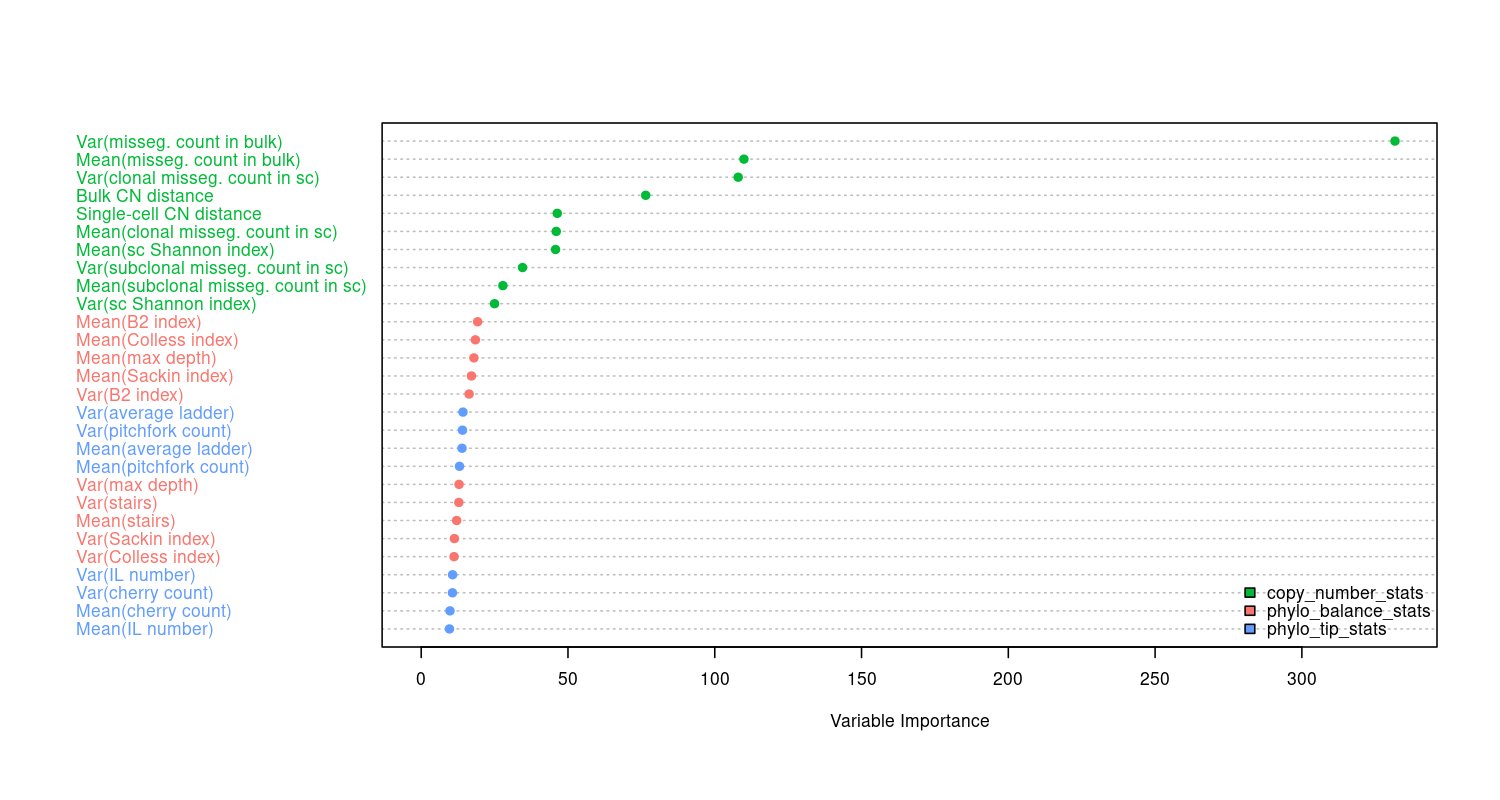 Var(misseg. count in bulk)
Mean(misseg. count in bulk)
Var(clonal misseg. count in sc)
Bulk CN distance
Single-cell CN distance
Mean(clonal misseg. count in sc)
Mean(sc Shannon index)
Var(subclonal misseg. count in sc)
Mean(subclonal misseg. count in sc)
Var(sc Shannon index)
Mean(B2 index)
Mean(Colless index)
Mean(max depth)
Mean(Sackin index)
Var(B2 index)
Var(average ladder)
Var(pitchfork count)
Mean(average ladder)
Mean(pitchfork count)
Var(max depth)
Var(stairs)
Mean(stairs)
Var(Sackin index)
Var(Colless index)
Var(IL number)
Var(cherry count)
Mean(cherry count)
Mean(IL number)
copy_number_stats
phylo_balance_stats
phylo_tip_stats
0 50 100 150 200 250 300
Variable Importance